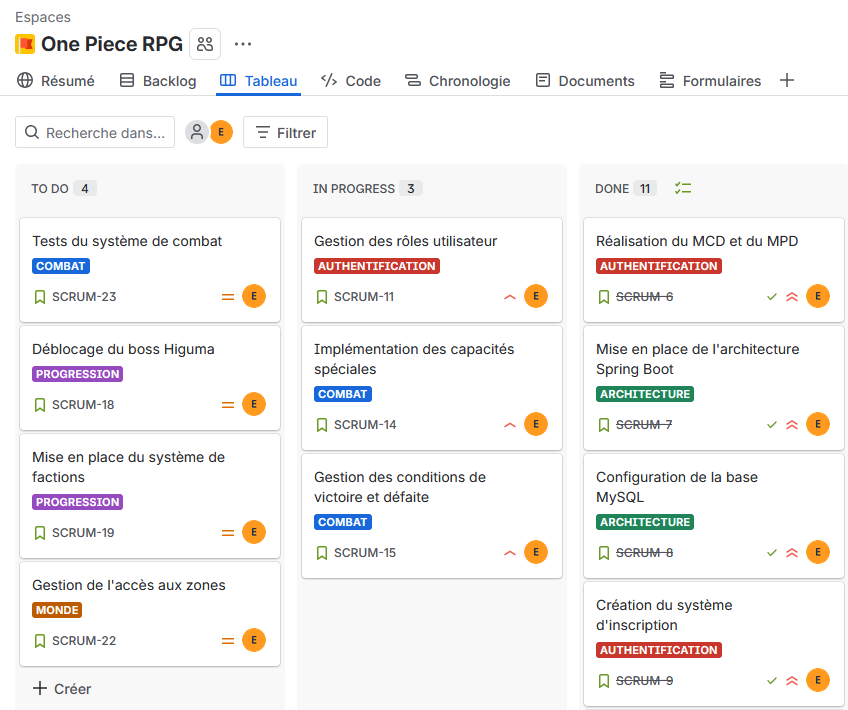 Espaces
One Piece RPG
Résumé Backlog Tableau Code Chronologie Documents Formulaires
Recherche dans... E Filtrer
TO DO 4
Tests du système de combat
COMBAT
SCRUM-23 E
Déblocage du boss Higuma
PROGRESSION
SCRUM-18 E
Mise en place du système de
factions
PROGRESSION
SCRUM-19 E
Gestion de l'accès aux zones
MONDE
SCRUM-22 E
Créer
IN PROGRESS 3
Gestion des rôles utilisateur
AUTHENTIFICATION
SCRUM-11 E
Implémentation des capacités
spéciales
COMBAT
SCRUM-14 E
Gestion des conditions de
victoire et défaite
COMBAT
SCRUM-15 E
DONE 11
Réalisation du MCD et du MPD
AUTHENTIFICATION
SCRUM-6 E
Mise en place de l'architecture
Spring Boot
ARCHITECTURE
SCRUM-7 E
Configuration de la base
MySQL
ARCHITECTURE
SCRUM-8 E
Création du système
d'inscription
AUTHENTIFICATION
SCRUM-9 E